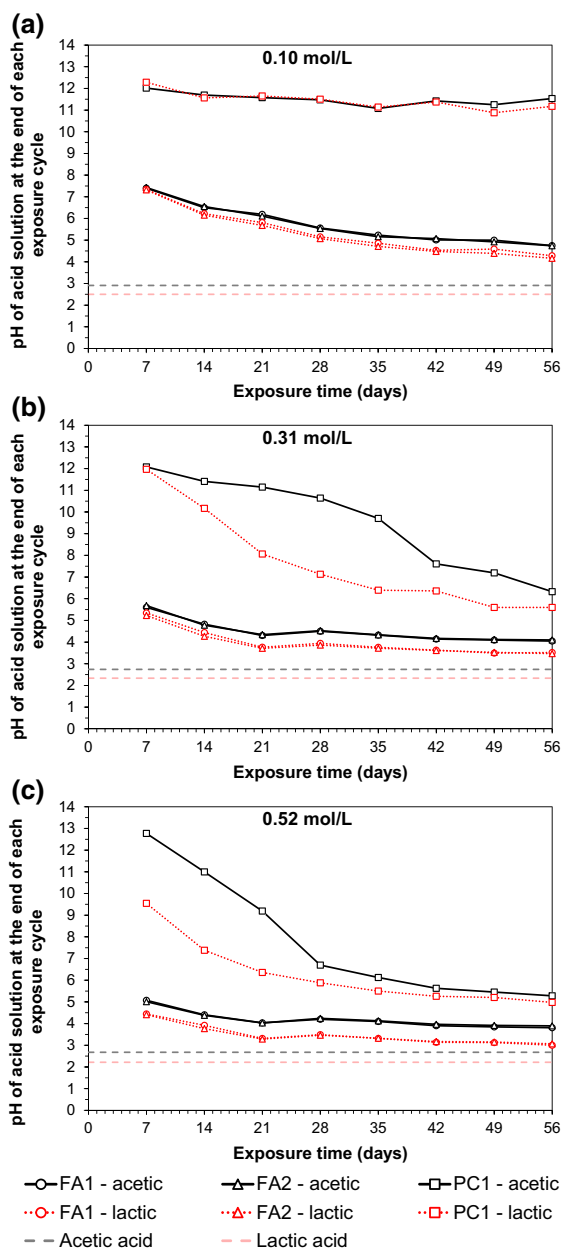 (a)
0.10 mol/L
pH of acid solution at the end of each
exposure cycle
14
13
12
11
10
9
8
7
6
5
4
3
2
1
0
0 7 14 21 28 35 42 49 56
Exposure time (days)
(b)
0.31 mol/L
pH of acid solution at the end of each
exposure cycle
14
13
12
11
10
9
8
7
6
5
4
3
2
1
0
0 7 14 21 28 35 42 49 56
Exposure time (days)
(c)
0.52 mol/L
pH of acid solution at the end of each
exposure cycle
14
13
12
11
10
9
8
7
6
5
4
3
2
1
0
0 7 14 21 28 35 42 49 56
Exposure time (days)
FA1 - acetic FA2 - acetic PC1 - acetic
FA1 - lactic FA2 - lactic PC1 - lactic
Acetic acid Lactic acid